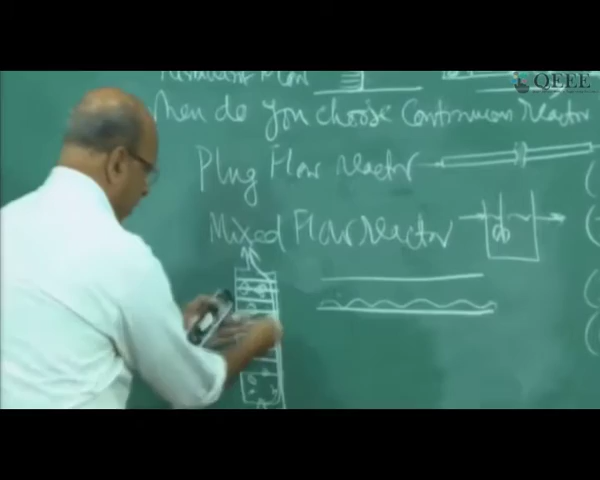 QEEE
When do you choose Continuous reactor
Plug Flow reactor
Mixed Flow reactor